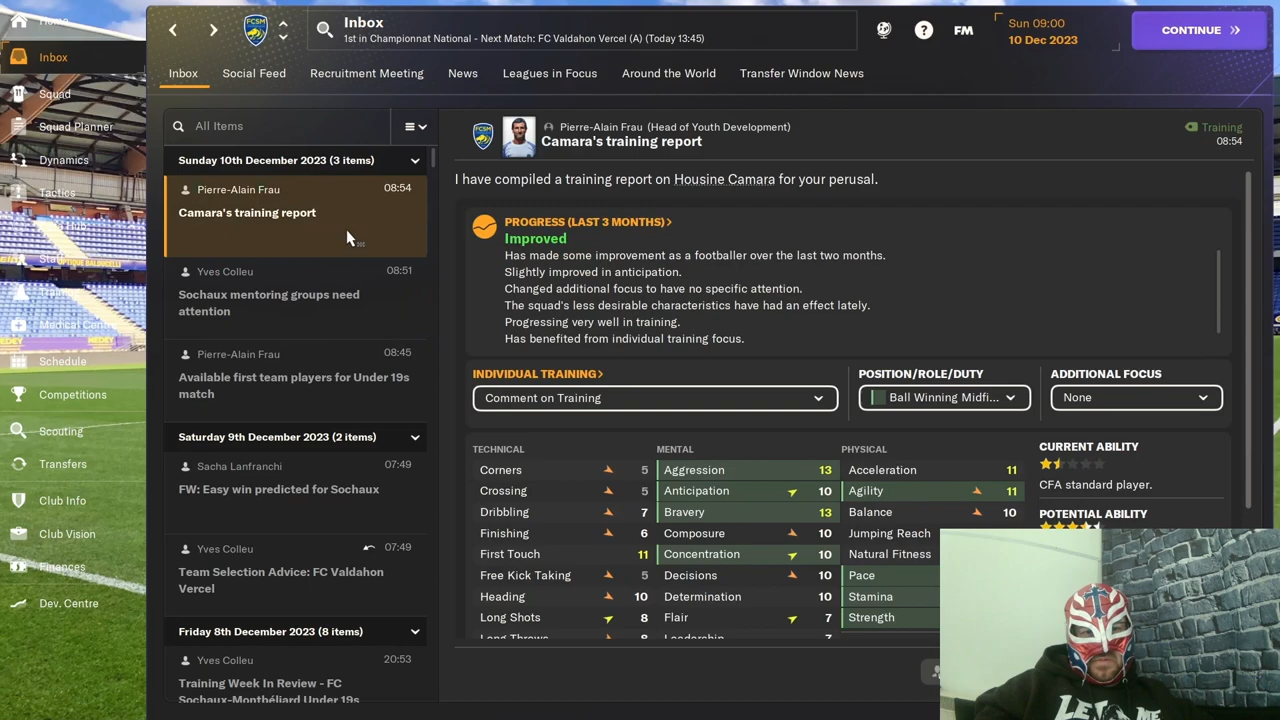 Home
Inbox
Squad
Squad Planner
Dynamics
Tactics
Medical Centre
Schedule
Competitions
Scouting
Transfers
Club Info
Club Vision
Finances
Dev. Centre
FCSM
Inbox
1st in Championnat National - Next Match: FC Valdahon Vercel (A) (Today 13:45)
FM
Sun 09:00
10 Dec 2023
CONTINUE
Inbox
Social Feed
Recruitment Meeting
News
Leagues in Focus
Around the World
Transfer Window News
All Items
Sunday 10th December 2023 (3 items)
Pierre-Alain Frau 08:54
Camara's training report
Yves Colleu 08:51
Sochaux mentoring groups need
attention
Pierre-Alain Frau 08:45
Available first team players for Under 19s
match
Saturday 9th December 2023 (2 items)
Sacha Lanfranchi 07:49
FW: Easy win predicted for Sochaux
Yves Colleu 07:49
Team Selection Advice: FC Valdahon
Vercel
Friday 8th December 2023 (8 items)
Yves Colleu 20:53
Training Week In Review - FC
Sochaux-Montbéliard Under 19s
Pierre-Alain Frau (Head of Youth Development)
Camara's training report
Training
08:54
I have compiled a training report on Housine Camara for your perusal.
PROGRESS (LAST 3 MONTHS)
Improved
Has made some improvement as a footballer over the last two months.
Slightly improved in anticipation.
Changed additional focus to have no specific attention.
The squad's less desirable characteristics have had an effect lately.
Progressing very well in training.
Has benefited from individual training focus.
INDIVIDUAL TRAINING
Comment on Training
POSITION/ROLE/DUTY
Ball Winning Midfi...
ADDITIONAL FOCUS
None
TECHNICAL
Corners 5
Crossing 5
Dribbling 7
Finishing 6
First Touch 11
Free Kick Taking 5
Heading 10
Long Shots 8
Long Throws 8
MENTAL
Aggression 13
Anticipation 10
Bravery 13
Composure 10
Concentration 10
Decisions 10
Determination 10
Flair 7
Leadership 7
PHYSICAL
Acceleration 11
Agility 11
Balance 10
Jumping Reach
Natural Fitness
Pace
Stamina
Strength
CURRENT ABILITY
CFA standard player.
POTENTIAL ABILITY